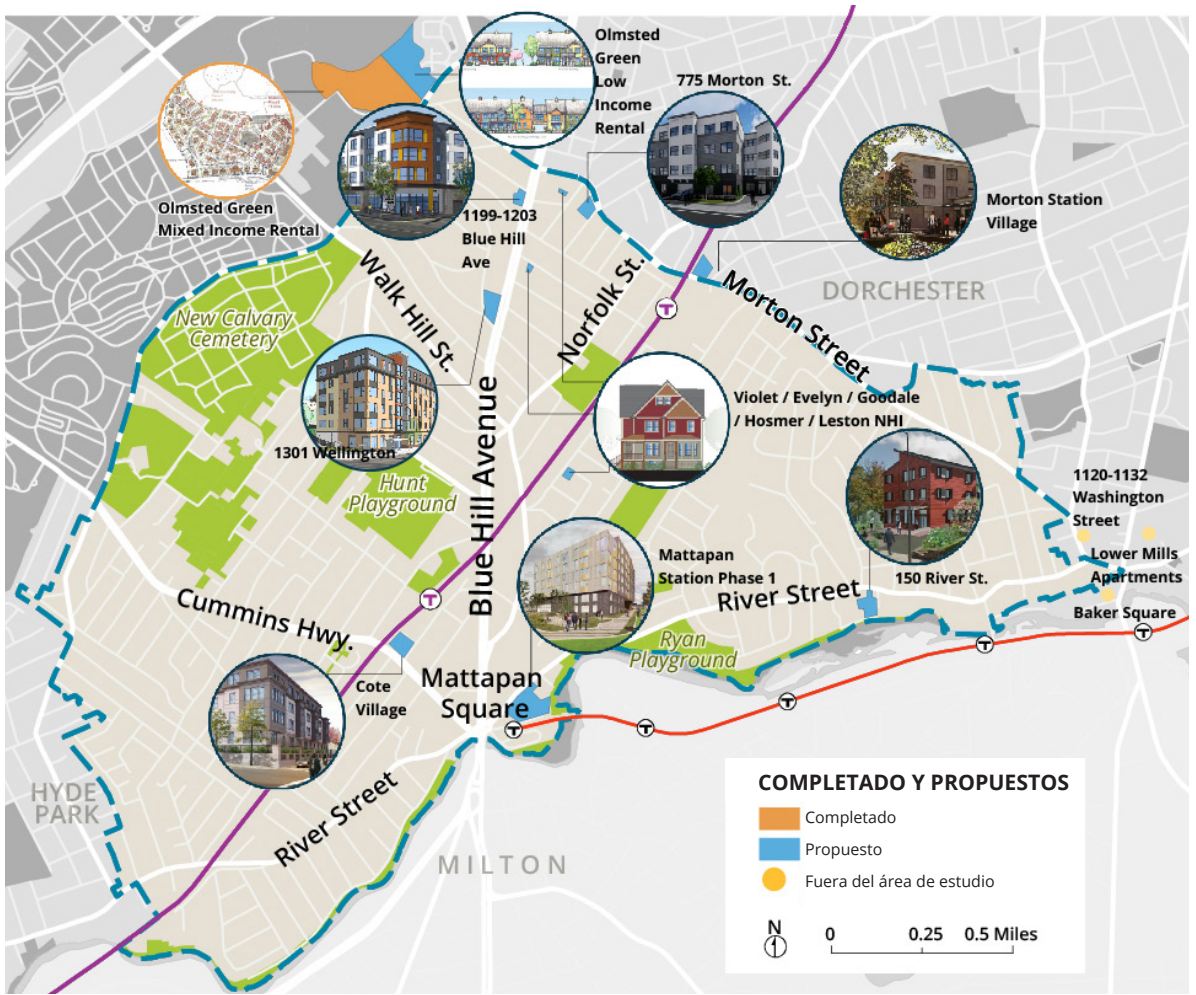 Olmsted
Green
Low
Income
Rental
775 Morton St.
Morton Station
Village
Olmsted Green
Mixed Income Rental
1199-1203
Blue Hill
Ave
Walk Hill St.
Norfolk St.
Morton Street
DORCHESTER
New Calvary
Cemetery
Blue Hill Avenue
Violet / Evelyn / Goodale
/ Hosmer / Leston NHI
1301 Wellington
Hunt
Playground
1120-1132
Washington
Street
Lower Mills
Apartments
Baker Square
Mattapan
Station Phase 1
150 River St.
River Street
Cummins Hwy.
Ryan
Playground
Mattapan
Square
Cote
Village
T
T
T
T
T
T
T
HYDE
PARK
River Street
MILTON
COMPLETADO Y PROPUESTOS
Completado
Propuesto
Fuera del área de estudio
N
0 0.25 0.5 Miles